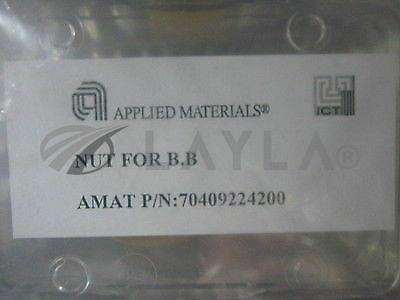 APPLIED MATERIALS®
ICT
LAYLA®
NUT FOR B.B
AMAT P/N:70409224200